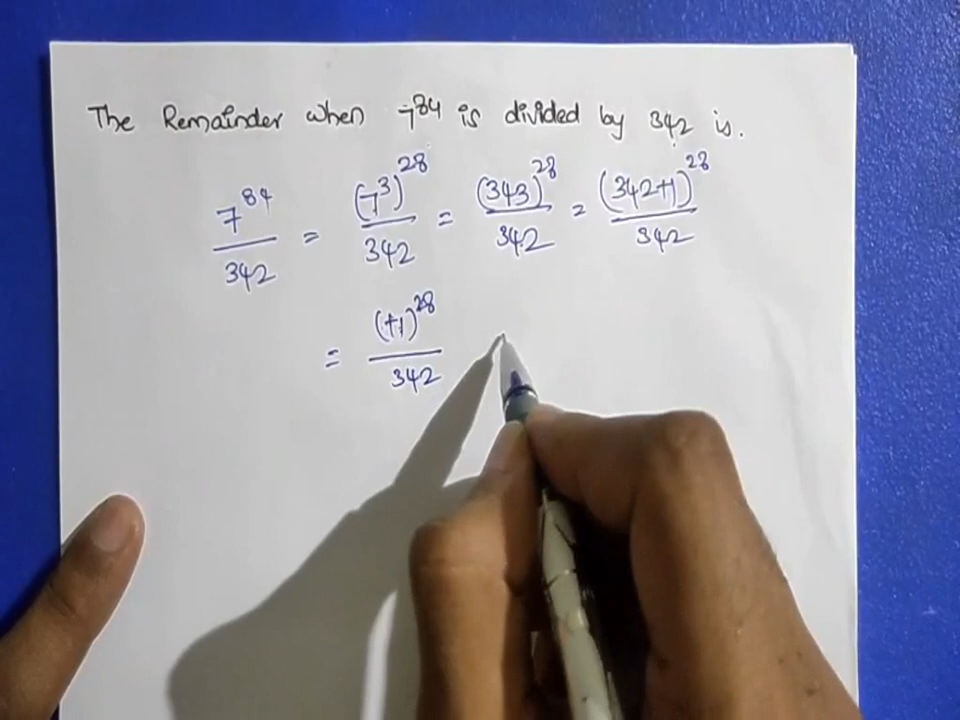 The Remainder when 7^84 is divided by 342 is.
7^84/342 = (7^3)^28/342 = (343)^28/342 = (342+1)^28/342
= (+1)^28/342